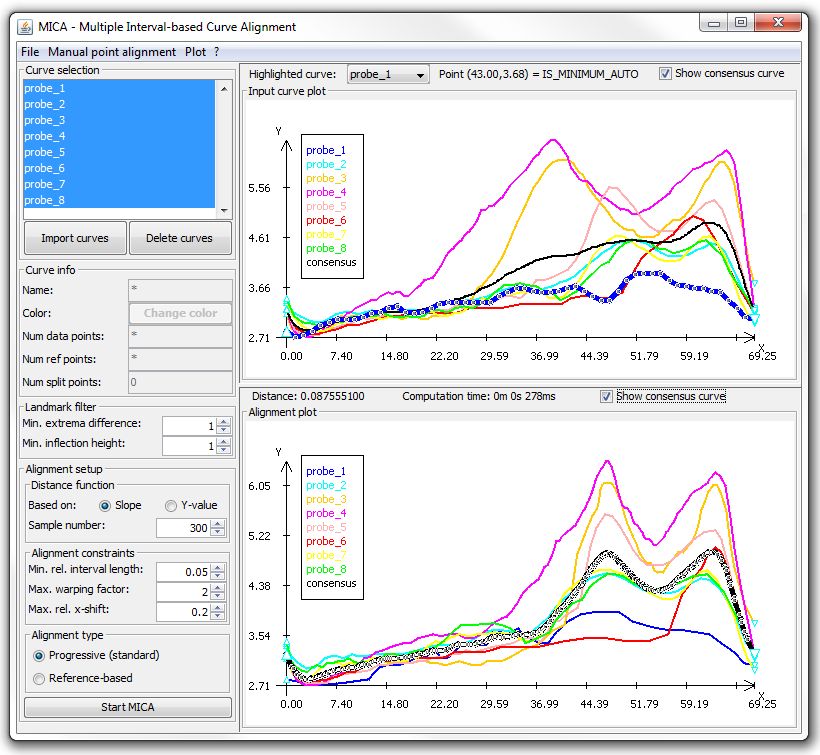 MICA - Multiple Interval-based Curve Alignment
File Manual point alignment Plot ?
Curve selection
probe_1
probe_2
probe_3
probe_4
probe_5
probe_6
probe_7
probe_8
Import curves Delete curves
Curve info
Name: *
Color: Change color
Num data points: *
Num ref points: *
Num split points: 0
Landmark filter
Min. extrema difference: 1
Min. inflection height: 1
Alignment setup
Distance function
Based on: Slope Y-value
Sample number: 300
Alignment constraints
Min. rel. interval length: 0.05
Max. warping factor: 2
Max. rel. x-shift: 0.2
Alignment type
Progressive (standard)
Reference-based
Start MICA
Highlighted curve: probe_1 Point (43.00,3.68) = IS_MINIMUM_AUTO Show consensus curve
Input curve plot
Y
probe_1
probe_2
probe_3
probe_4
probe_5
probe_6
probe_7
probe_8
consensus
5.56
4.61
3.66
2.71
X
0.00 7.40 14.80 22.20 29.59 36.99 44.39 51.79 59.19 69.25
Distance: 0.087555100 Computation time: 0m 0s 278ms Show consensus curve
Alignment plot
Y
probe_1
probe_2
probe_3
probe_4
probe_5
probe_6
probe_7
probe_8
consensus
6.05
5.22
4.38
3.54
2.71
X
0.00 7.40 14.80 22.20 29.59 36.99 44.39 51.79 59.19 69.25